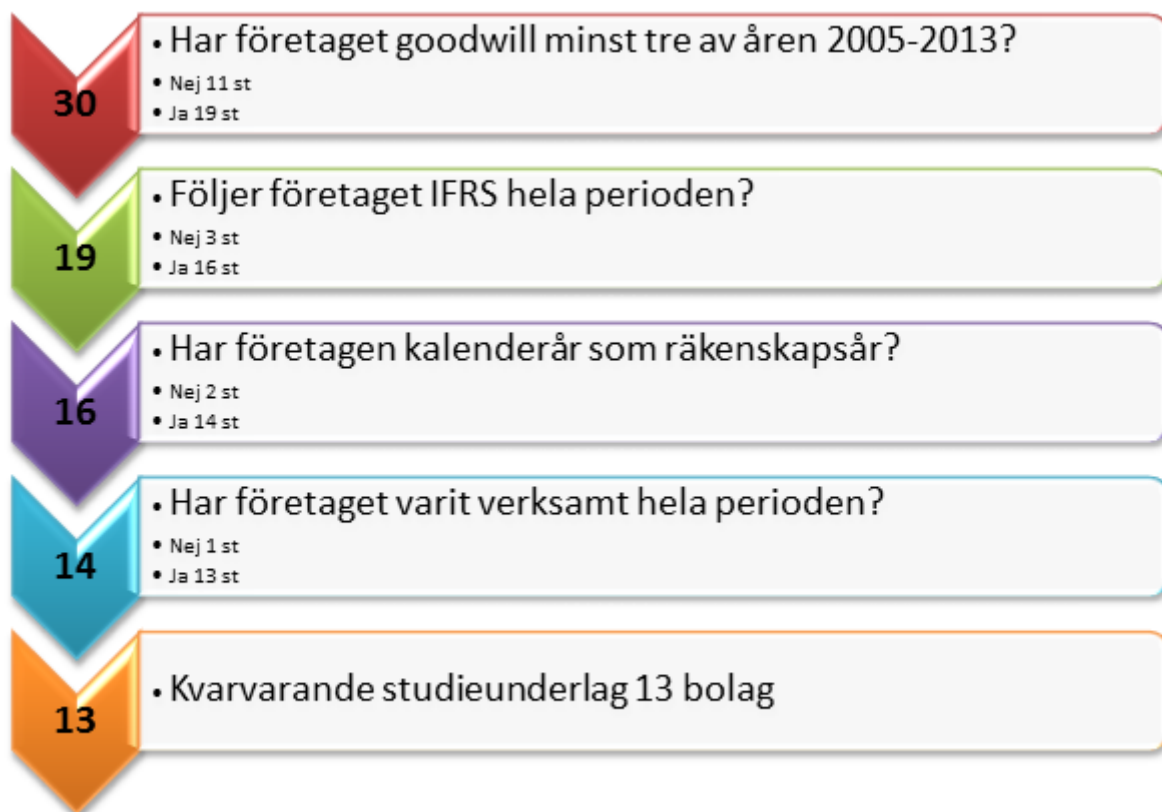 30
• Har företaget goodwill minst tre av åren 2005-2013?
• Nej 11 st
• Ja 19 st
19
• Följer företaget IFRS hela perioden?
• Nej 3 st
• Ja 16 st
16
• Har företagen kalenderår som räkenskapsår?
• Nej 2 st
• Ja 14 st
14
• Har företaget varit verksamt hela perioden?
• Nej 1 st
• Ja 13 st
13
• Kvarvarande studieunderlag 13 bolag